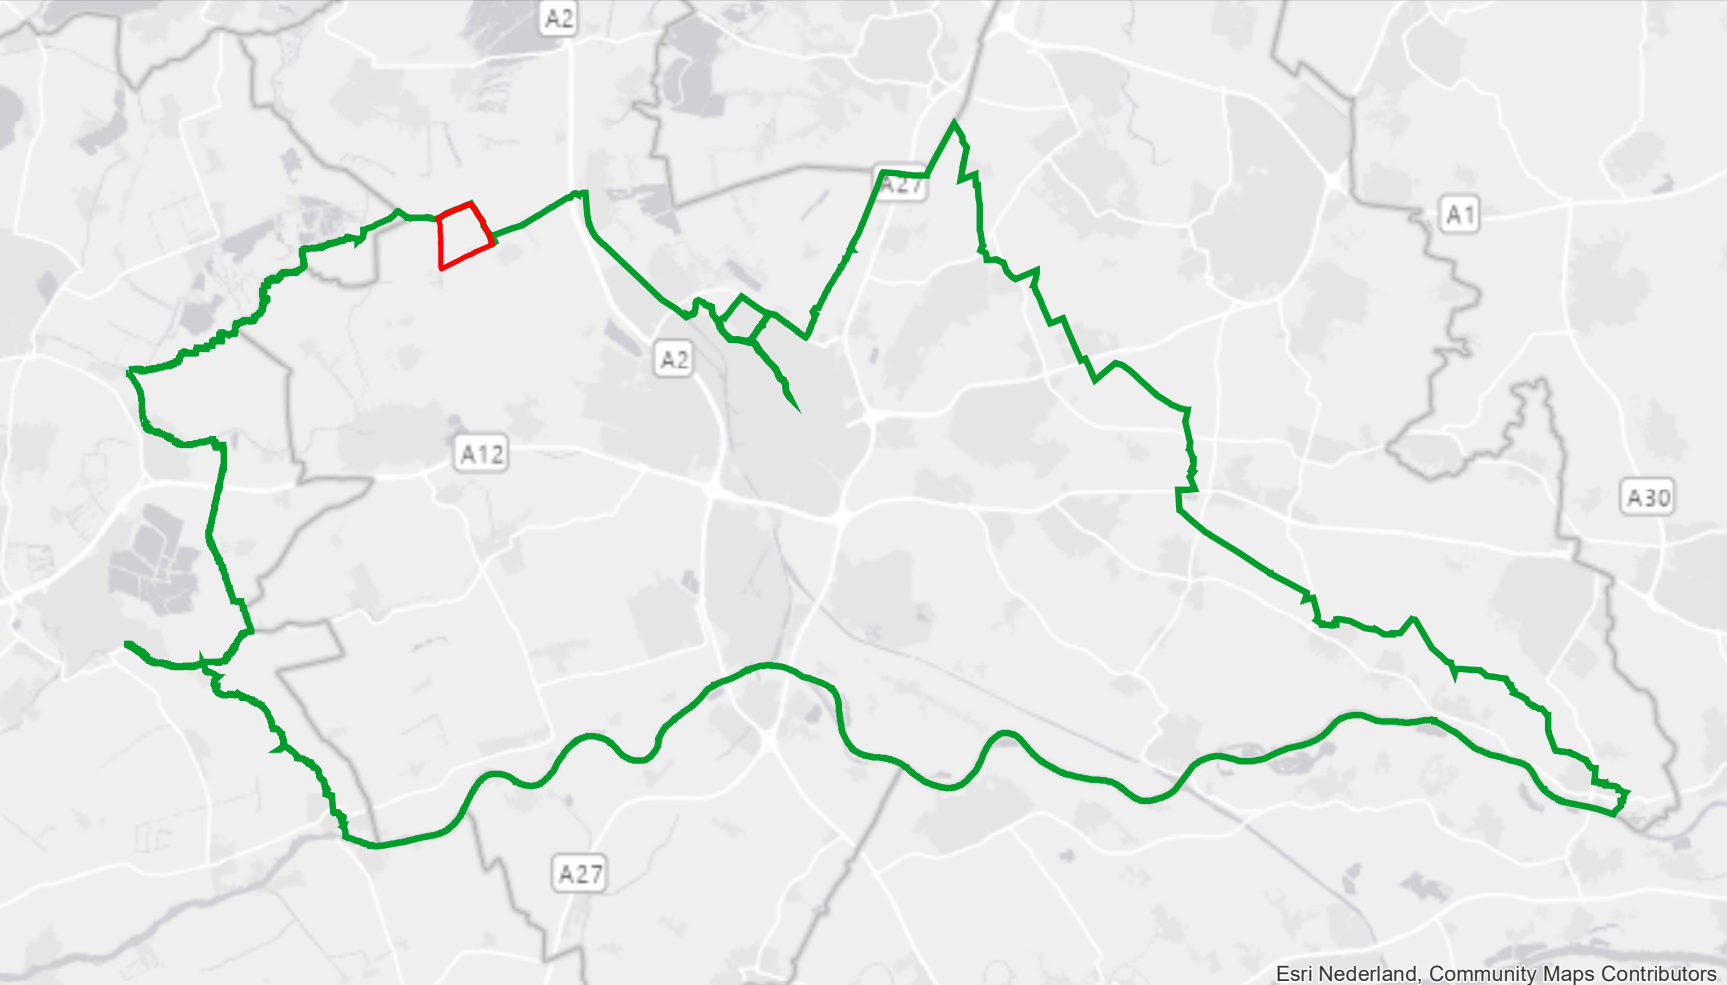 A2
A27
A1
A2
A12
A30
A27
Esri Nederland, Community Maps Contributors